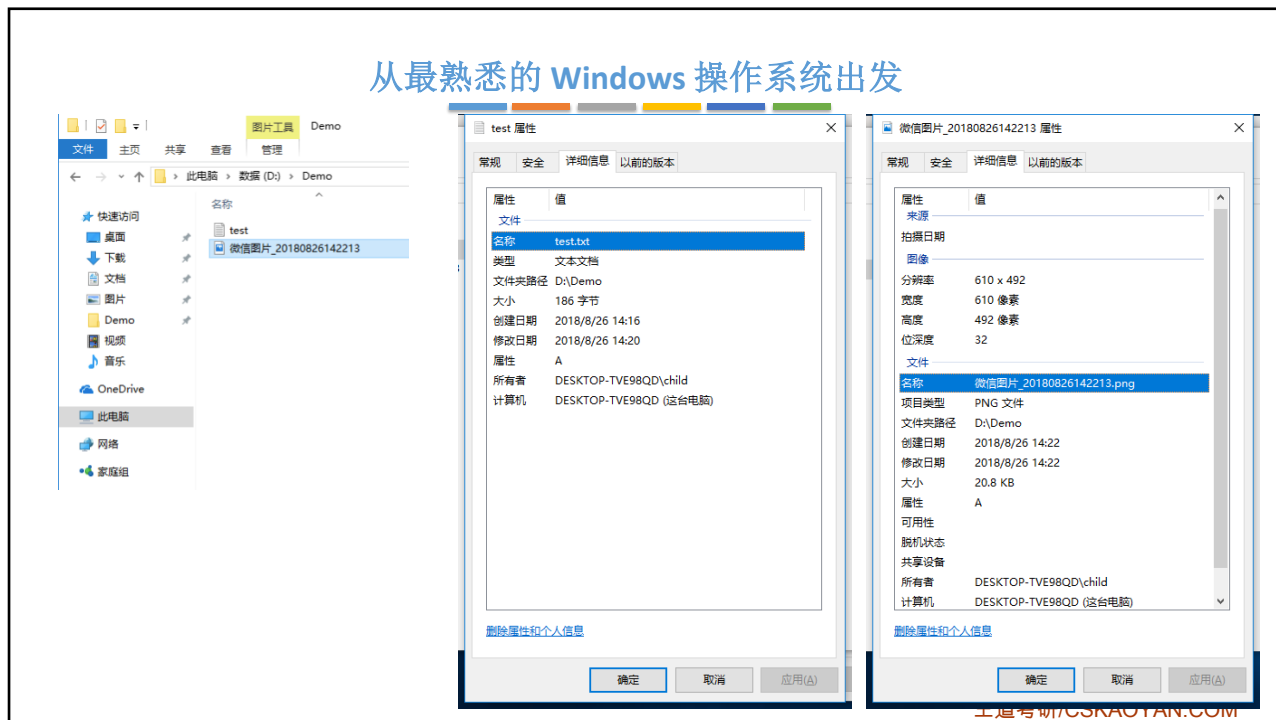 从最熟悉的 Windows 操作系统出发
图片工具 Demo
文件 主页 共享 查看 管理
此电脑 › 数据 (D:) › Demo
名称
快速访问
桌面
下载
文档
图片
Demo
视频
音乐
OneDrive
此电脑
网络
家庭组
test
微信图片_20180826142213
test 属性
常规 安全 详细信息 以前的版本
属性 值
文件
名称 test.txt
类型 文本文档
文件夹路径 D:\Demo
大小 186 字节
创建日期 2018/8/26 14:16
修改日期 2018/8/26 14:20
属性 A
所有者 DESKTOP-TVE98QD\child
计算机 DESKTOP-TVE98QD (这台电脑)
删除属性和个人信息
确定 取消 应用(A)
微信图片_20180826142213 属性
常规 安全 详细信息 以前的版本
属性 值
来源
拍摄日期
图像
分辨率 610 x 492
宽度 610 像素
高度 492 像素
位深度 32
文件
名称 微信图片_20180826142213.png
项目类型 PNG 文件
文件夹路径 D:\Demo
创建日期 2018/8/26 14:22
修改日期 2018/8/26 14:22
大小 20.8 KB
属性 A
可用性
脱机状态
共享设备
所有者 DESKTOP-TVE98QD\child
计算机 DESKTOP-TVE98QD (这台电脑)
删除属性和个人信息
确定 取消 应用(A)
王道考研/CSKAOYAN.COM